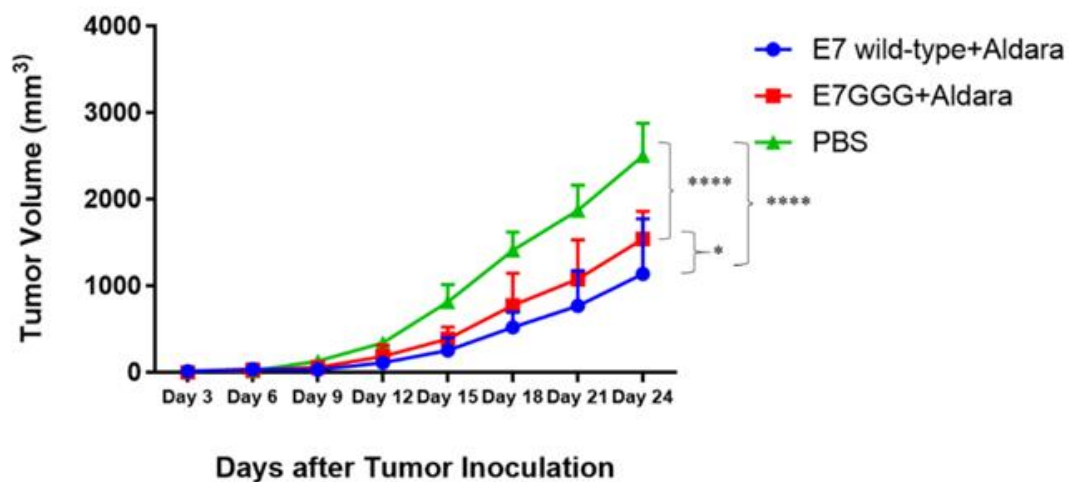 4000
3000
2000
1000
0
Tumor Volume (mm³)
Day 3 Day 6 Day 9 Day 12 Day 15 Day 18 Day 21 Day 24
Days after Tumor Inoculation
E7 wild-type+Aldara
E7GGG+Aldara
PBS
****
****
*